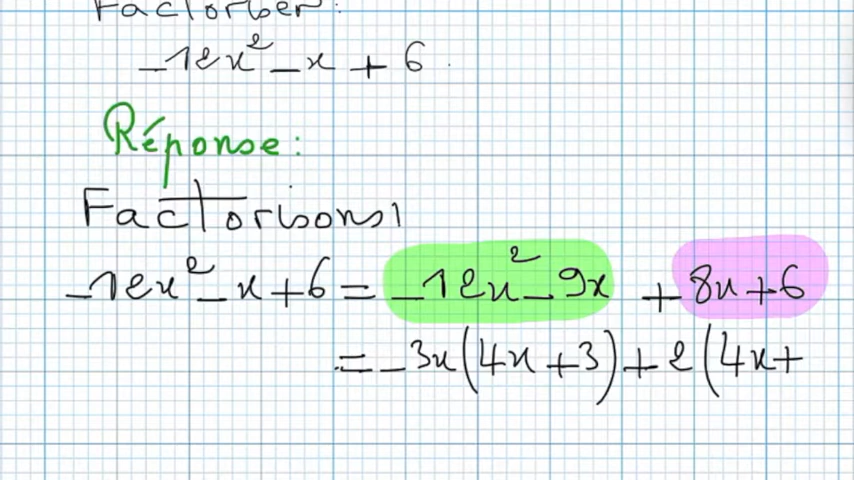 Factoriser:
-12x² - x + 6
Réponse:
Factorisons
-12x² - x + 6 = -12x² - 9x + 8x + 6
= -3x(4x + 3) + 2(4x +